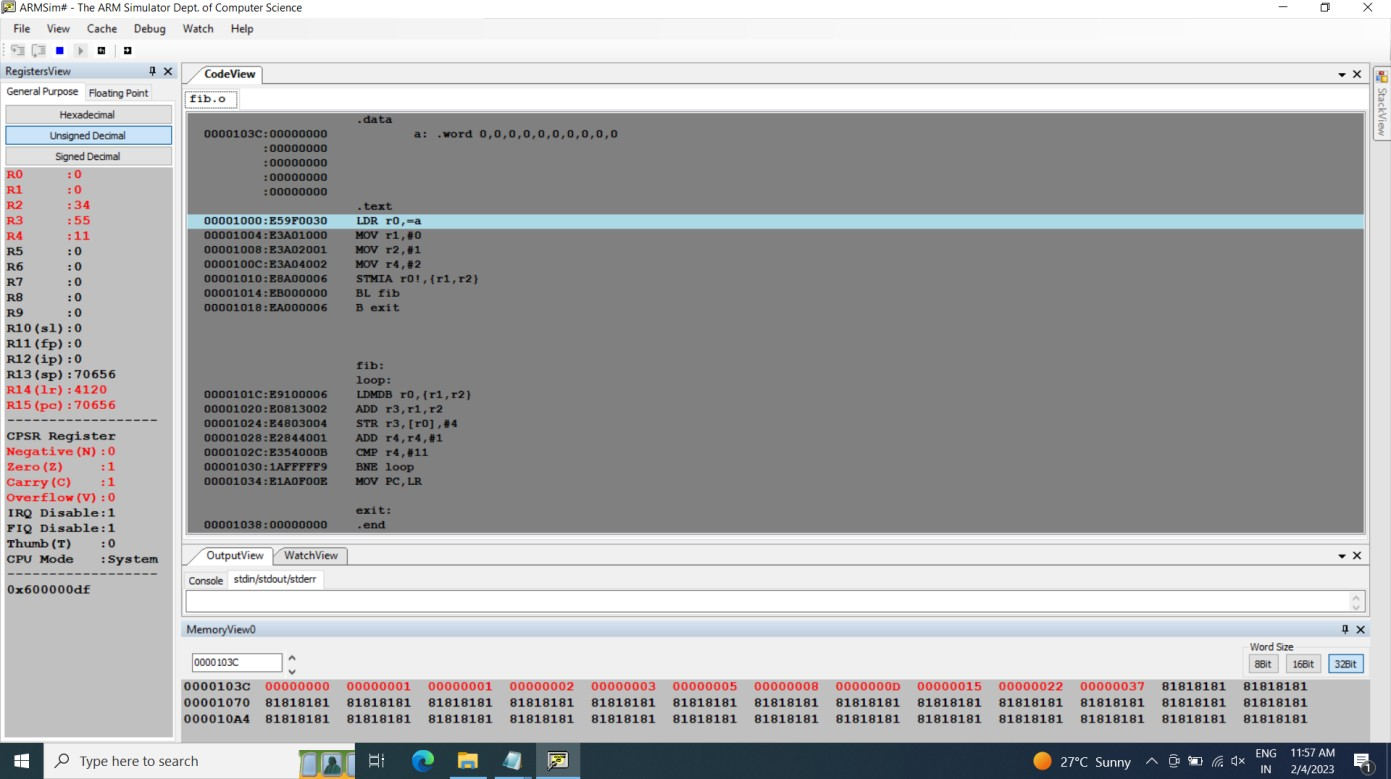 ARMSim# - The ARM Simulator Dept. of Computer Science
File View Cache Debug Watch Help
RegistersView
General Purpose Floating Point
Hexadecimal
Unsigned Decimal
Signed Decimal
R0 :0
R1 :0
R2 :34
R3 :55
R4 :11
R5 :0
R6 :0
R7 :0
R8 :0
R9 :0
R10(sl):0
R11(fp):0
R12(ip):0
R13(sp):70656
R14(lr):4120
R15(pc):70656
CPSR Register
Negative(N):0
Zero(Z) :1
Carry(C) :1
Overflow(V):0
IRQ Disable:1
FIQ Disable:1
Thumb(T) :0
CPU Mode :System
0x600000df
CodeView
fib.o
.data
0000103C:00000000 a: .word 0,0,0,0,0,0,0,0,0,0
:00000000
:00000000
:00000000
:00000000
.text
00001000:E59F0030 LDR r0,=a
00001004:E3A01000 MOV r1,#0
00001008:E3A02001 MOV r2,#1
0000100C:E3A04002 MOV r4,#2
00001010:E8A00006 STMIA r0!,{r1,r2}
00001014:EB000000 BL fib
00001018:EA000006 B exit
fib:
loop:
0000101C:E9100006 LDMDB r0,{r1,r2}
00001020:E0813002 ADD r3,r1,r2
00001024:E4803004 STR r3,[r0],#4
00001028:E2844001 ADD r4,r4,#1
0000102C:E354000B CMP r4,#11
00001030:1AFFFFF9 BNE loop
00001034:E1A0F00E MOV PC,LR
exit:
00001038:00000000 .end
StackView
OutputView WatchView
Console stdin/stdout/stderr
MemoryView0
0000103C
Word Size
8Bit 16Bit 32Bit
0000103C 00000000 00000001 00000001 00000002 00000003 00000005 00000008 0000000D 00000015 00000022 00000037 81818181 81818181
00001070 81818181 81818181 81818181 81818181 81818181 81818181 81818181 81818181 81818181 81818181 81818181 81818181 81818181
000010A4 81818181 81818181 81818181 81818181 81818181 81818181 81818181 81818181 81818181 81818181 81818181 81818181 81818181
Type here to search
27°C Sunny
ENG
IN
11:57 AM
2/4/2023
1